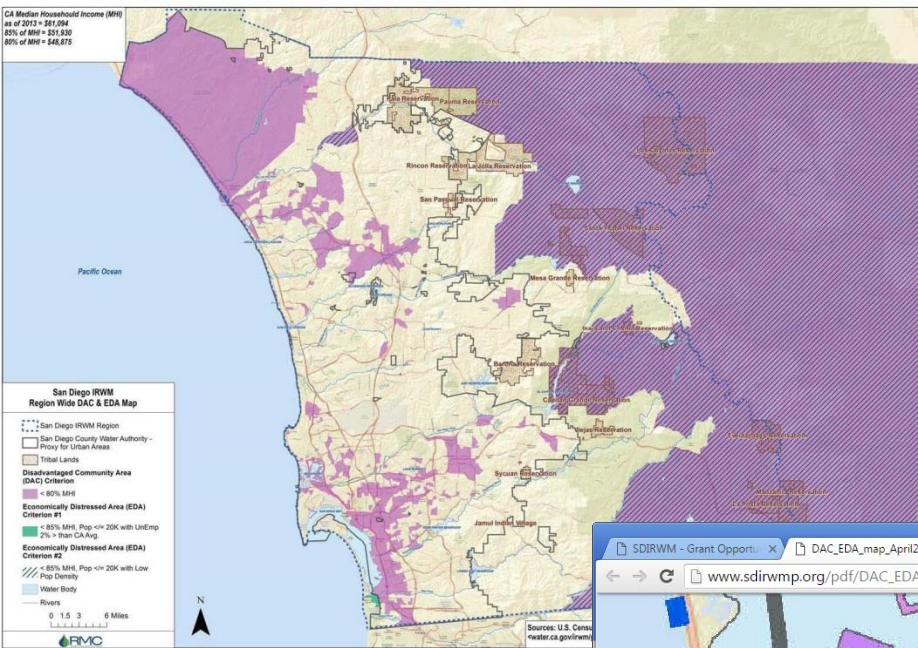 CA Median Household Income (MHI)
as of 2013 = $61,094
85% of MHI = $51,930
80% of MHI = $48,875
Pauma Reservation
Rincon Reservation
La Jolla Reservation
San Pasqual Reservation
Pacific Ocean
Mesa Grande Reservation
Barona Reservation
Capitan Grande Reservation
Viejas Reservation
Sycuan Reservation
Jamul Indian Village
San Diego IRWM
Region Wide DAC & EDA Map
San Diego IRWM Region
San Diego County Water Authority -
Proxy for Urban Areas
Tribal Lands
Disadvantaged Community Area
(DAC) Criterion
< 80% MHI
Economically Distressed Area (EDA)
Criterion #1
< 85% MHI, Pop </= 20K with UnEmp
2% > than CA Avg.
Economically Distressed Area (EDA)
Criterion #2
< 85% MHI, Pop </= 20K with Low
Pop Density
Water Body
Rivers
0 1.5 3 6 Miles
RMC
N
Sources: U.S. Censu
<water.ca.gov/irwm/
SDIRWM - Grant Opportu
DAC_EDA_map_April2
www.sdirwmp.org/pdf/DAC_EDA